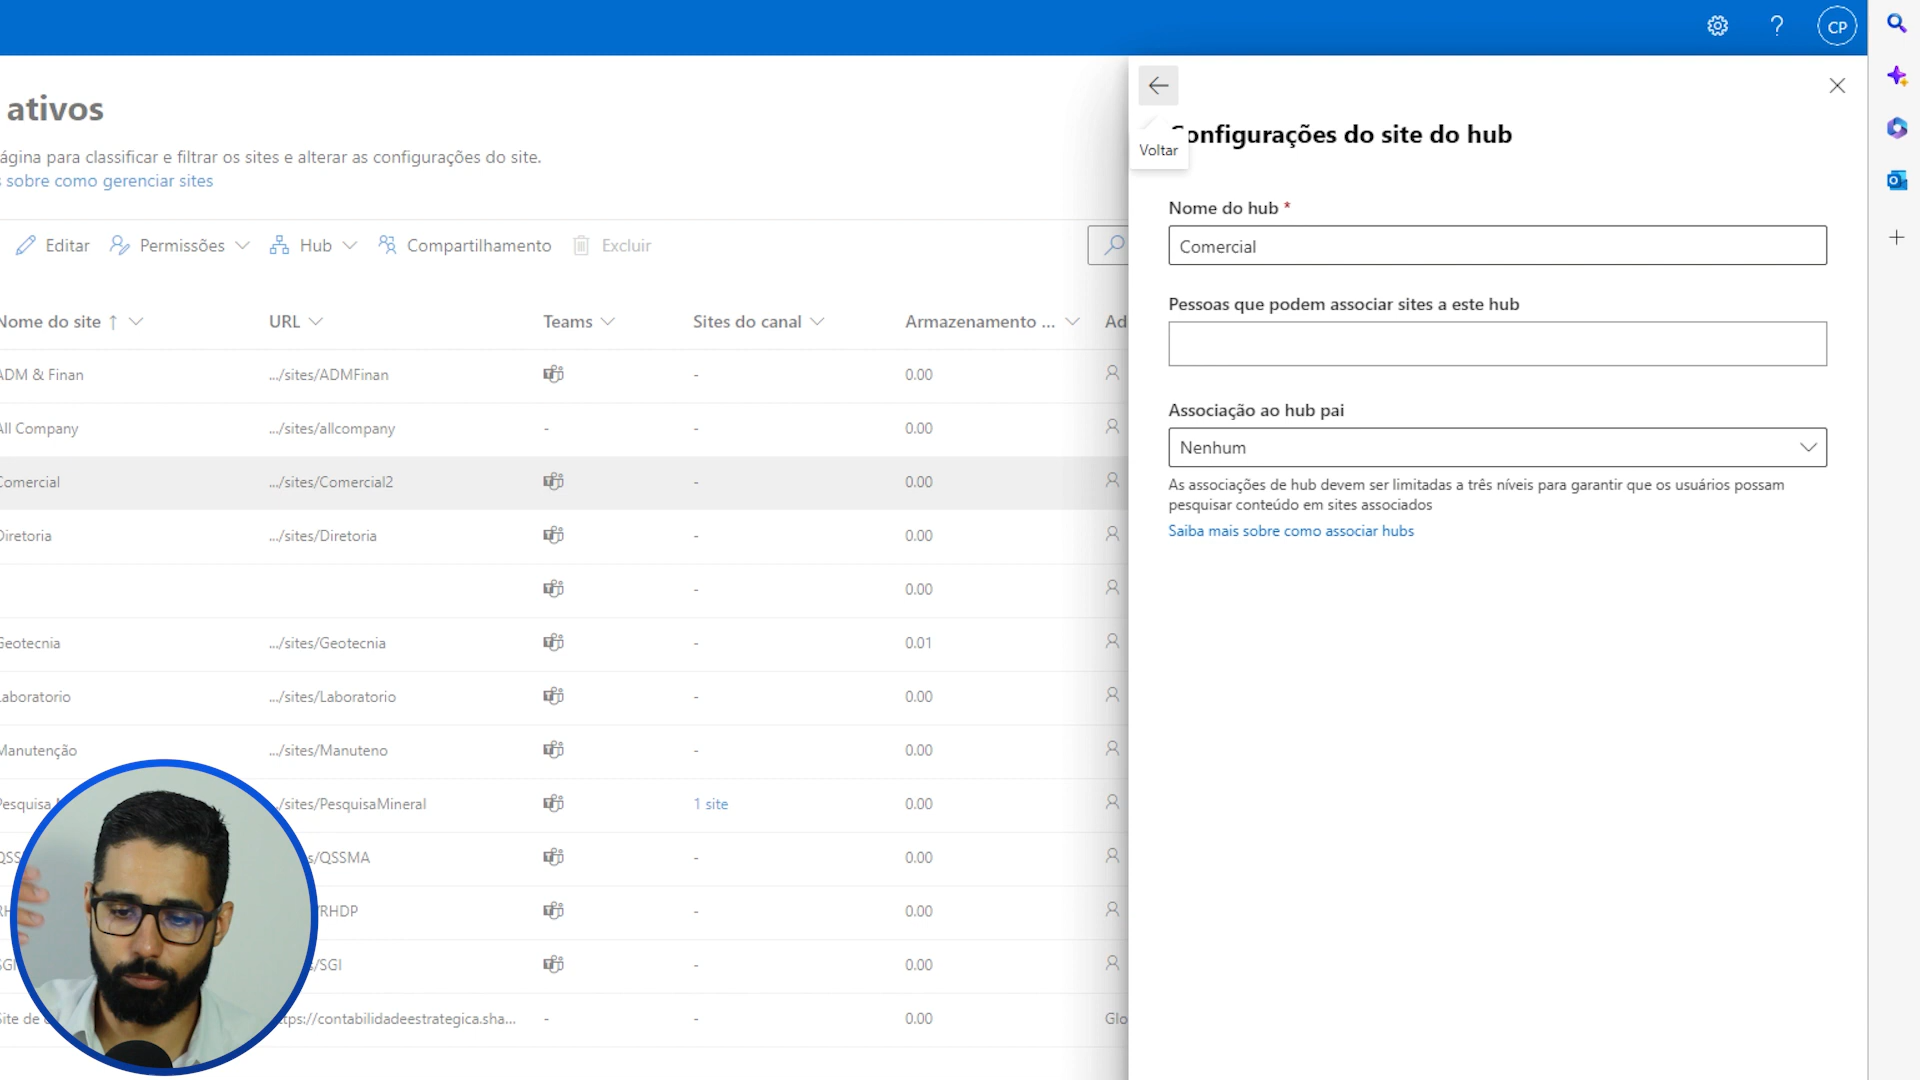 CP
ativos
ágina para classificar e filtrar os sites e alterar as configurações do site.
sobre como gerenciar sites
Editar
Permissões
Hub
Compartilhamento
Excluir
Nome do site
URL
Teams
Sites do canal
Armazenamento ...
Ad
ADM & Finan
.../sites/ADMFinan
-
0.00
All Company
.../sites/allcompany
-
-
0.00
Comercial
.../sites/Comercial2
-
0.00
Diretoria
.../sites/Diretoria
-
0.00
-
0.00
Geotecnia
.../sites/Geotecnia
-
0.01
Laboratorio
.../sites/Laboratorio
-
0.00
Manutenção
.../sites/Manuteno
-
0.00
Pesquisa
/sites/PesquisaMineral
1 site
0.00
QSS
s/QSSMA
-
0.00
RH
/RHDP
-
0.00
SGI
s/SGI
-
0.00
Site de
tps://contabilidadeestrategica.sha...
-
-
0.00
Glo
Voltar
onfigurações do site do hub
Nome do hub *
Comercial
Pessoas que podem associar sites a este hub
Associação ao hub pai
Nenhum
As associações de hub devem ser limitadas a três níveis para garantir que os usuários possam
pesquisar conteúdo em sites associados
Saiba mais sobre como associar hubs